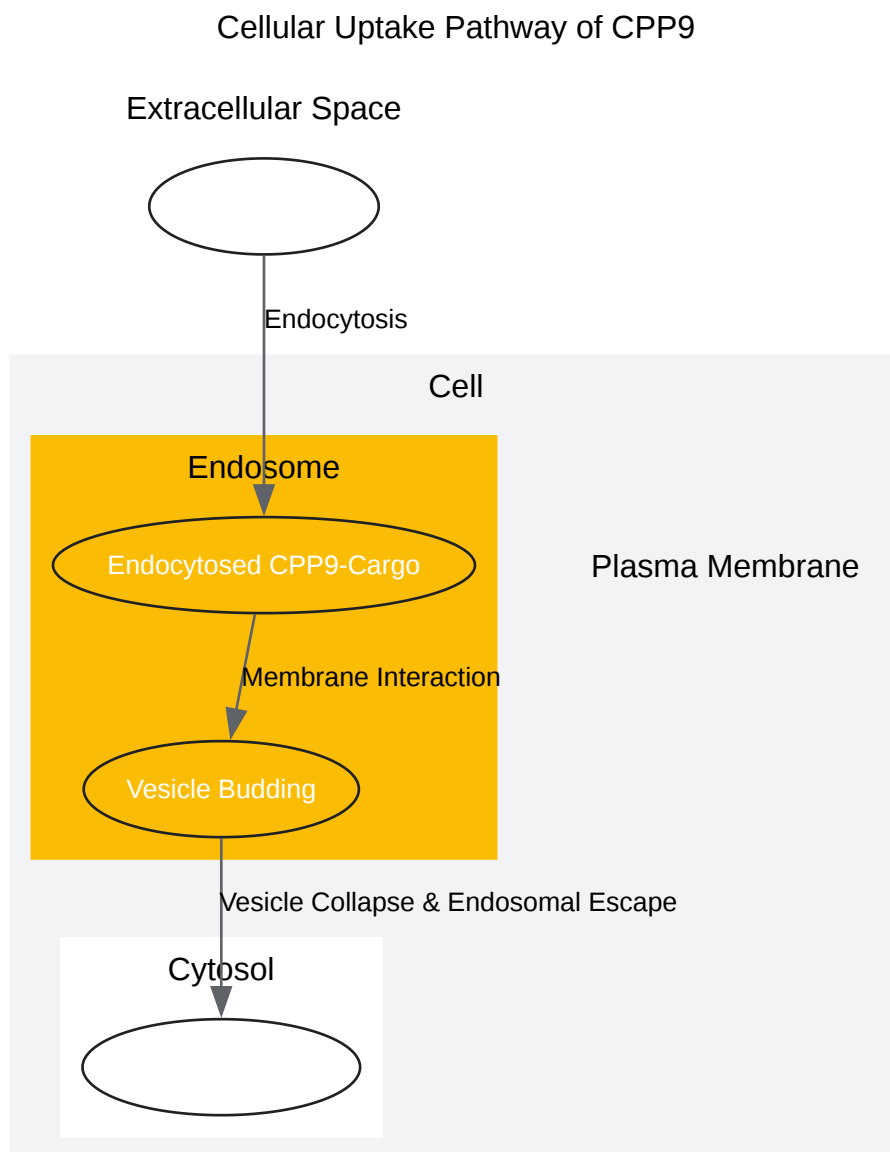 Cellular Uptake Pathway of CPP9
Extracellular Space
Endocytosis
Cell
Endosome
Endocytosed CPP9-Cargo
Plasma Membrane
Membrane Interaction
Vesicle Budding
Vesicle Collapse & Endosomal Escape
Cytosol